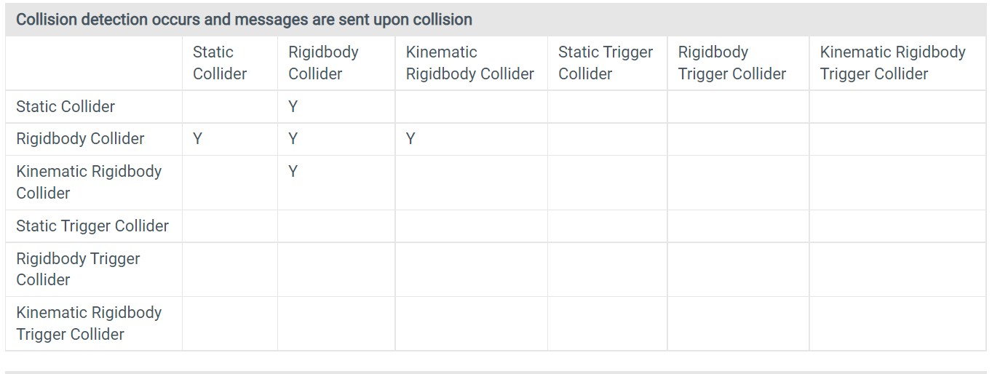 Collision detection occurs and messages are sent upon collision
Static Collider
Rigidbody Collider
Kinematic Rigidbody Collider
Static Trigger Collider
Rigidbody Trigger Collider
Kinematic Rigidbody Trigger Collider
Static Collider Y
Rigidbody Collider Y Y Y
Kinematic Rigidbody Collider Y
Static Trigger Collider
Rigidbody Trigger Collider
Kinematic Rigidbody Trigger Collider